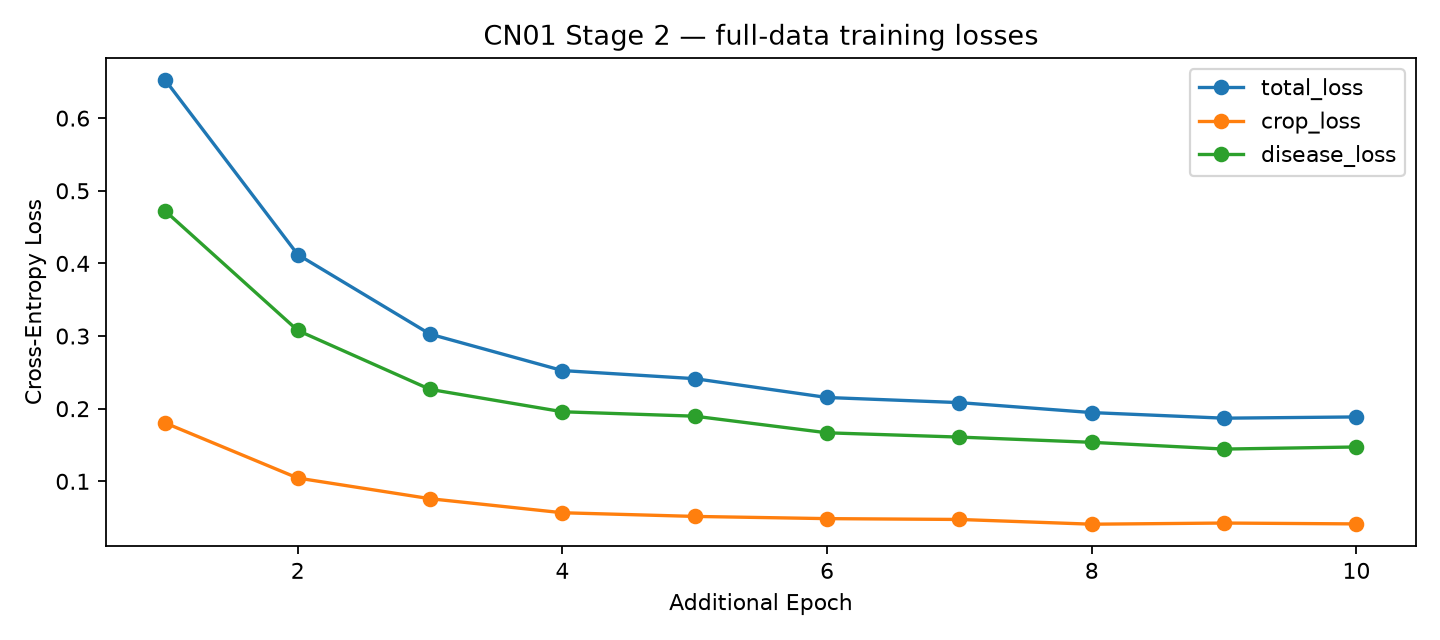 CN01 Stage 2 — full-data training losses
total_loss
crop_loss
disease_loss
Cross-Entropy Loss
0.6
0.5
0.4
0.3
0.2
0.1
2 4 6 8 10
Additional Epoch